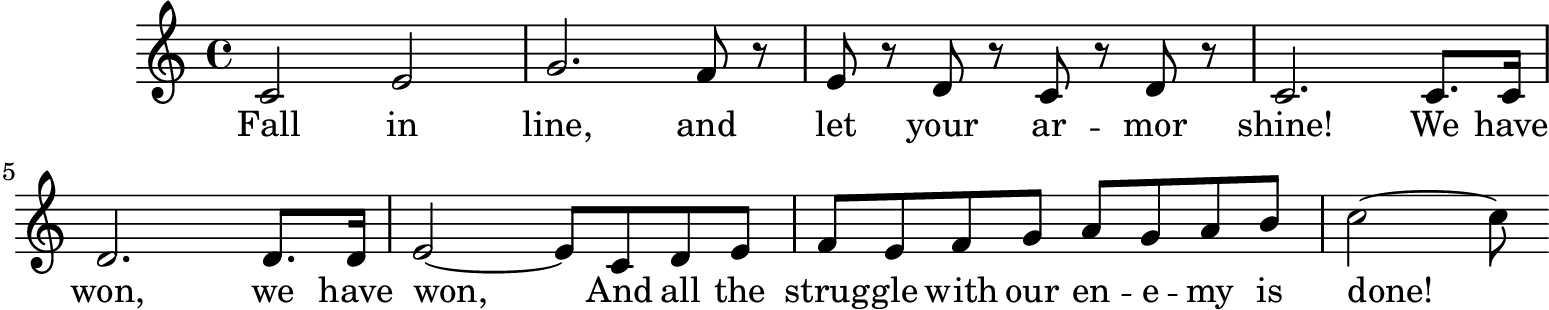 Fall in line, and let your ar - mor shine! We have
5
won, we have won, And all the struggle with our en - e - my is done!